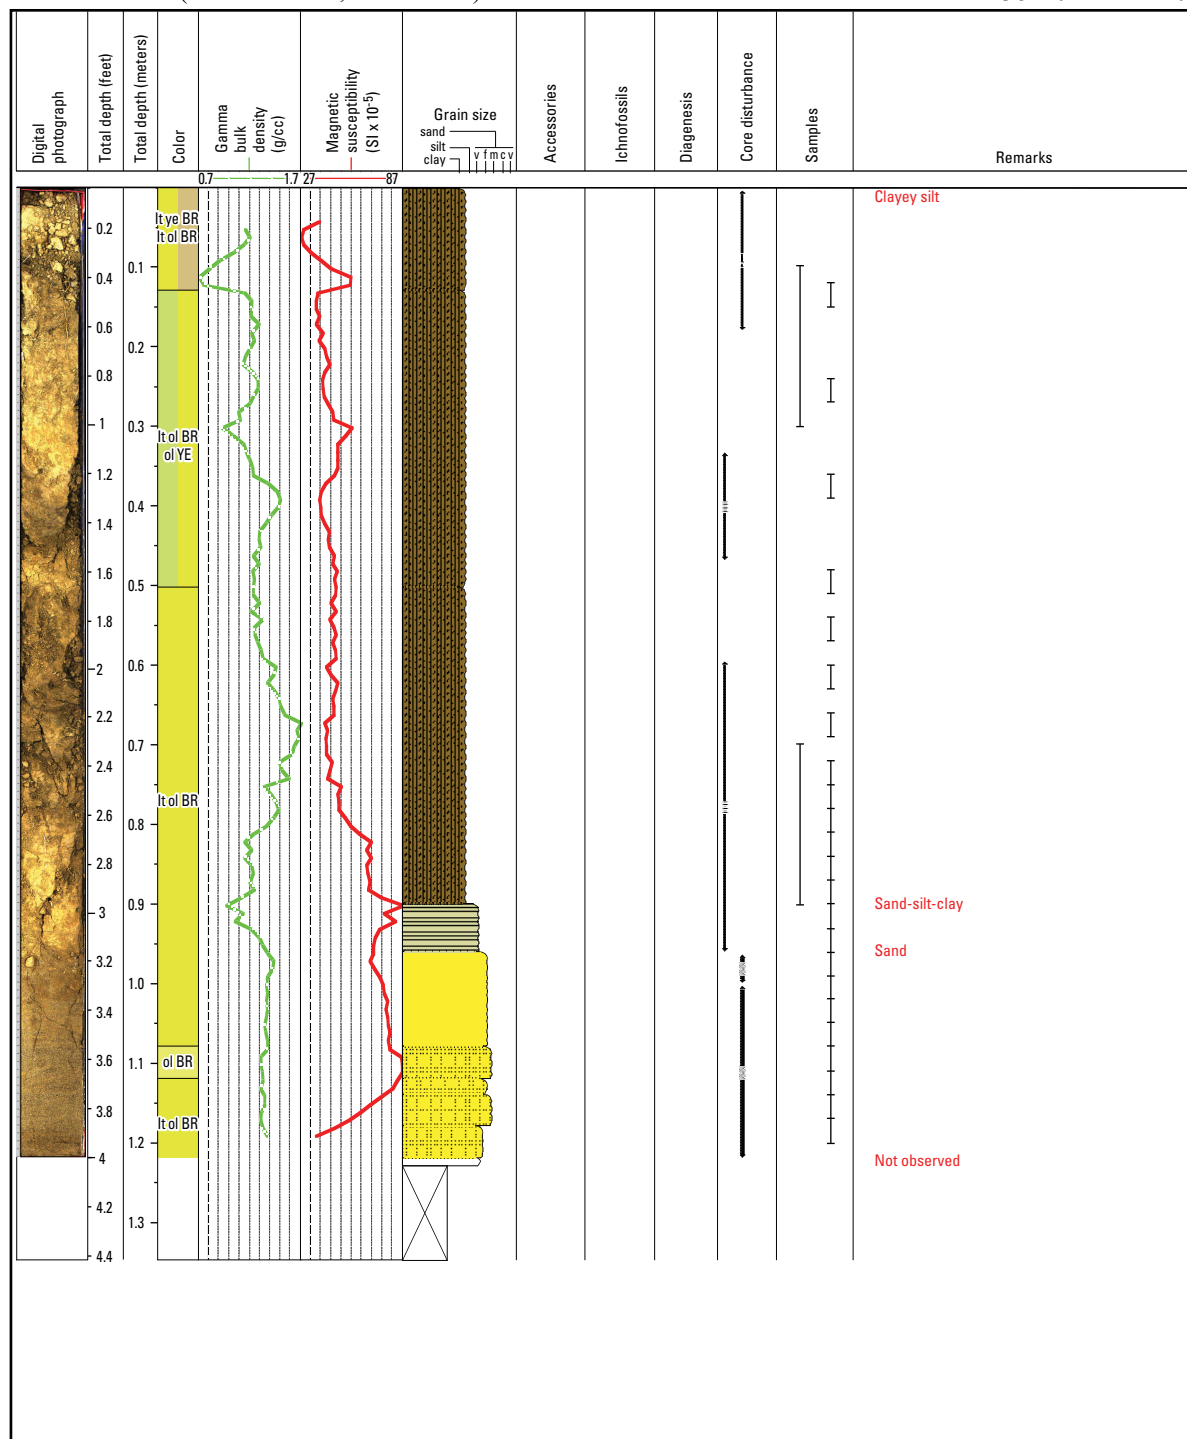 Digital
photograph
Total depth (feet)
Total depth (meters)
Color
Gamma
bulk
density
(g/cc)
Magnetic
susceptibility
(SI x 10⁻⁵)
Grain size
sand
silt
clay
v f m c v
Accessories
Ichnofossils
Diagenesis
Core disturbance
Samples
Remarks
0.7 1.7 27 87
Clayey silt
lt ye BR
0.2
lt ol BR
0.1
0.4
0.6
0.2
0.8
1
0.3
lt ol BR
ol YE
1.2
0.4
1.4
1.6
0.5
1.8
2
0.6
2.2
0.7
2.4
lt ol BR
2.6
0.8
2.8
3
0.9
Sand-silt-clay
Sand
3.2
1.0
3.4
3.6
1.1
ol BR
3.8
lt ol BR
1.2
4
Not observed
4.2
1.3
4.4